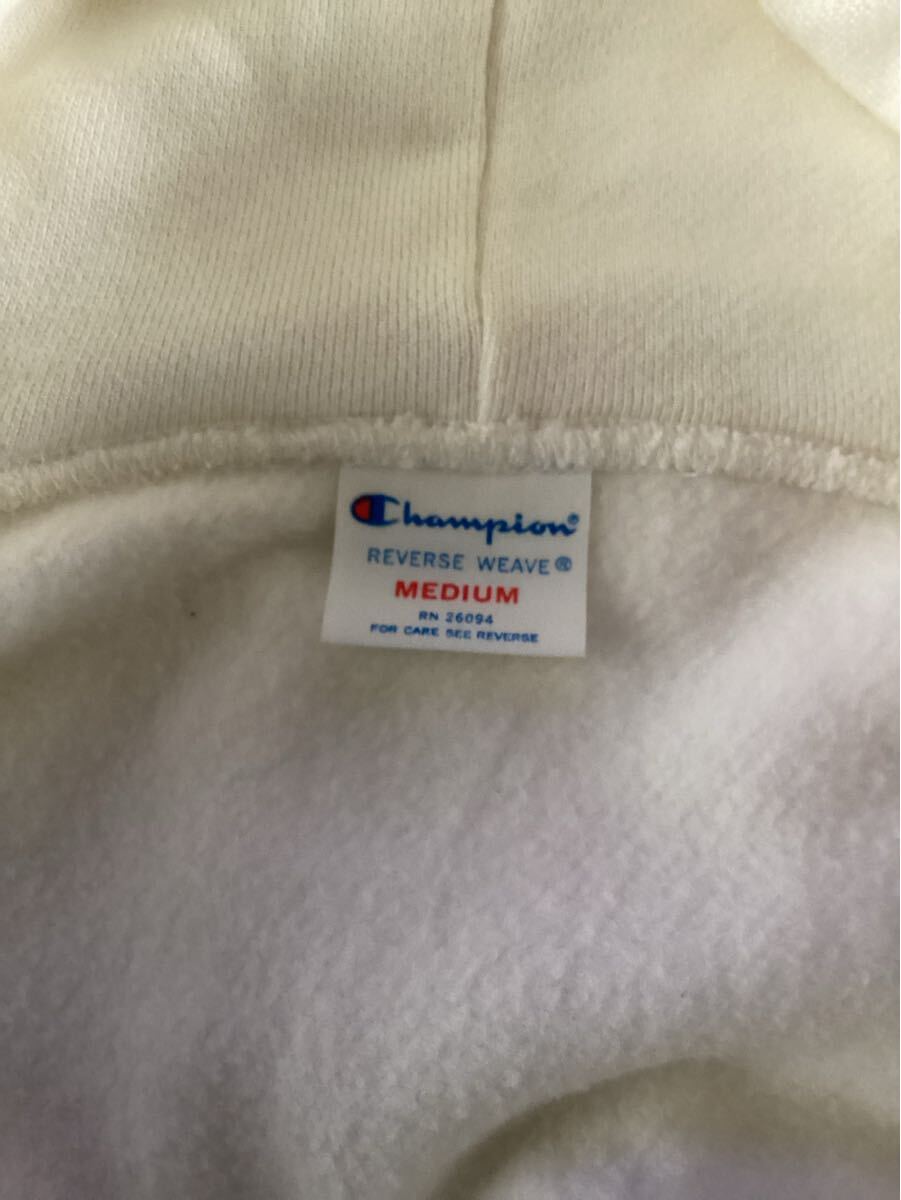 Champion®
REVERSE WEAVE®
MEDIUM
RN 26094
FOR CARE SEE REVERSE